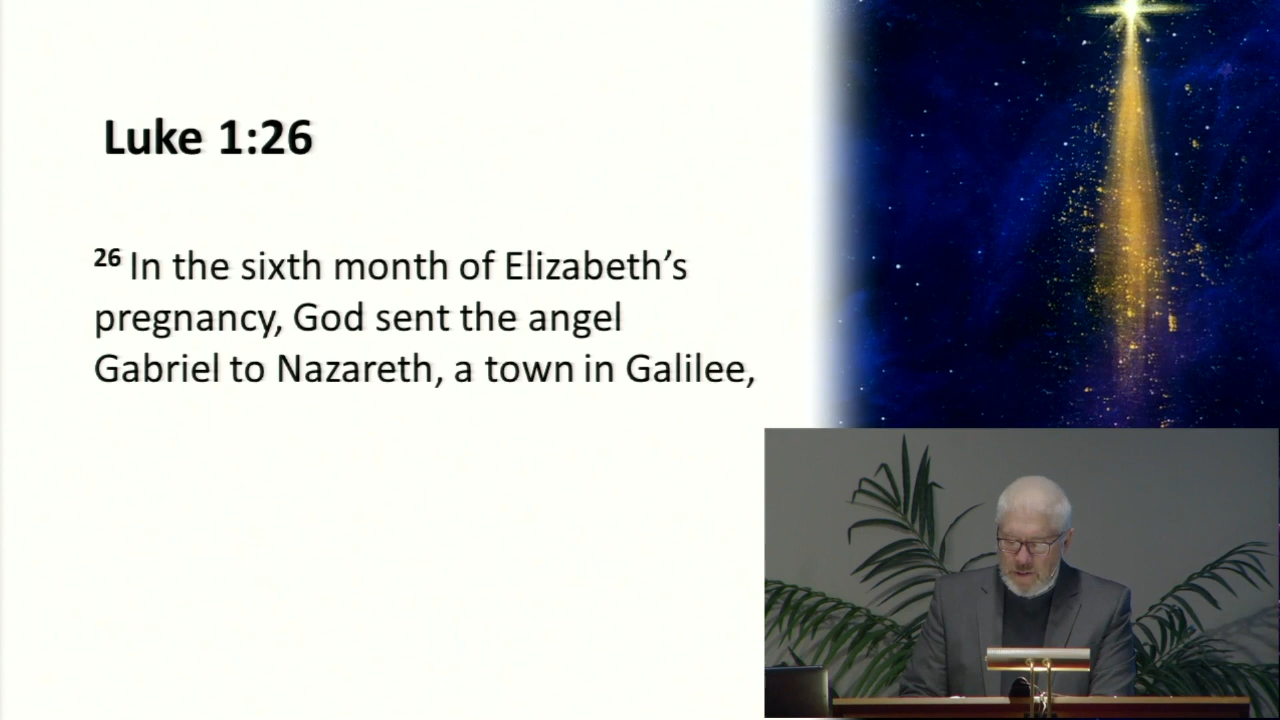 Luke 1:26
26 In the sixth month of Elizabeth’s
pregnancy, God sent the angel
Gabriel to Nazareth, a town in Galilee,